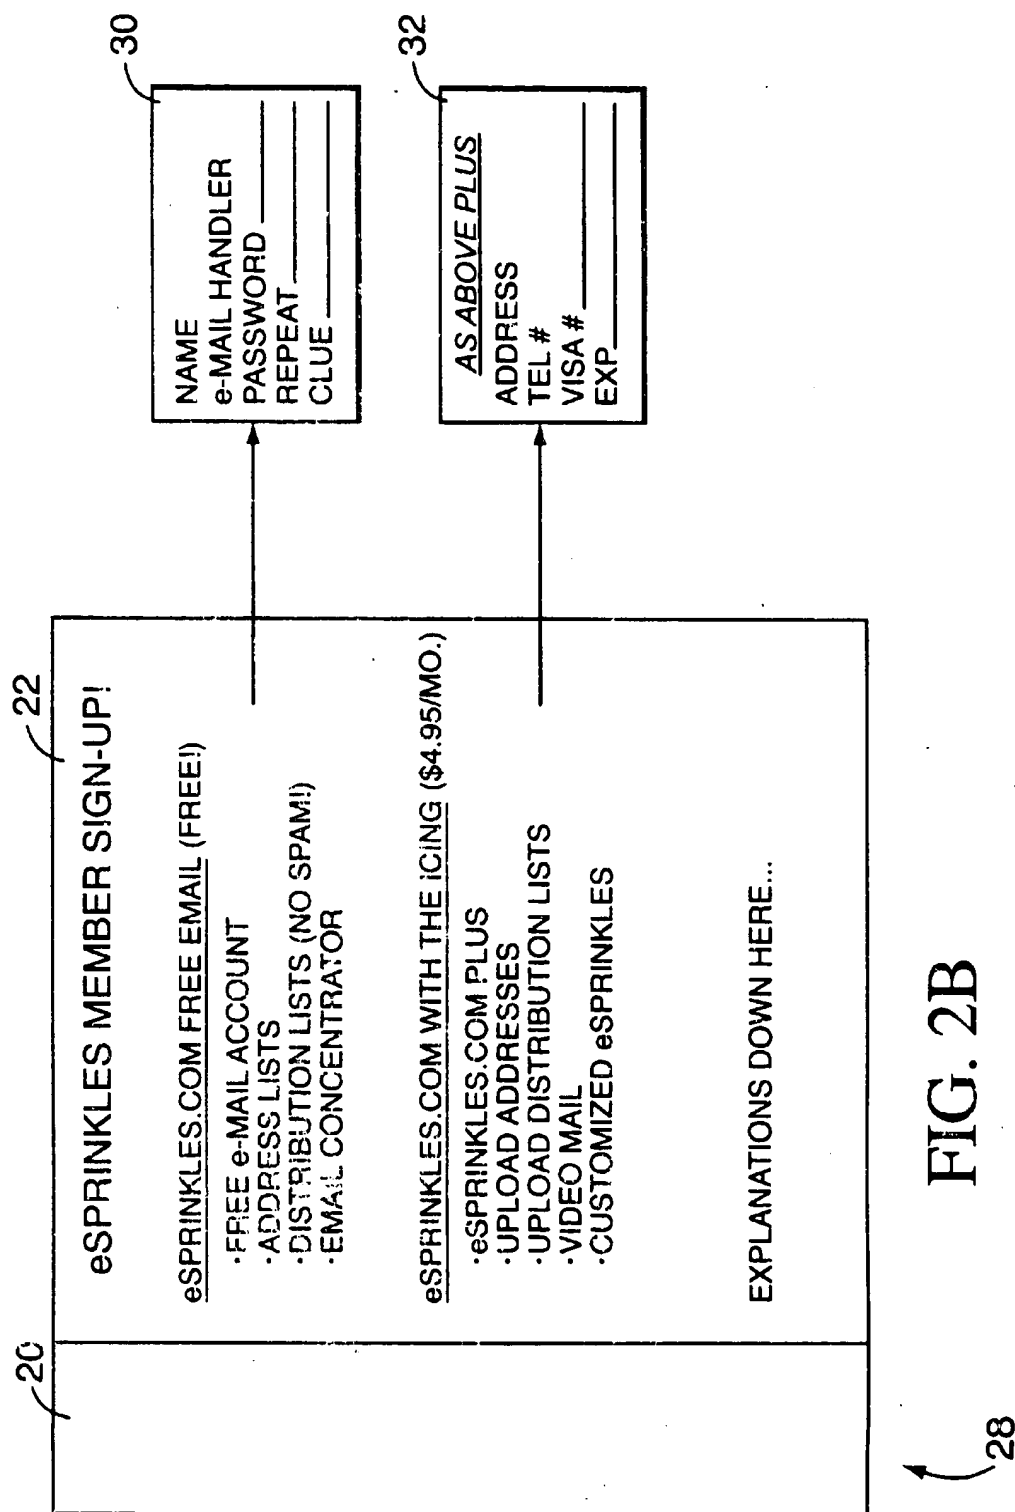 28
20
22
eSPRINKLES MEMBER SIGN-UP!
eSPRINKLES.COM FREE EMAIL (FREE!)
·FREE e-MAIL ACCOUNT
·ADDRESS LISTS
·DISTRIBUTION LISTS (NO SPAM!)
·EMAIL CONCENTRATOR
eSPRINKLES.COM WITH THE ICING ($4.95/MO.)
·eSPRINKLES.COM PLUS
·UPLOAD ADDRESSES
·UPLOAD DISTRIBUTION LISTS
·VIDEO MAIL
·CUSTOMIZED eSPRINKLES
EXPLANATIONS DOWN HERE...
30
NAME
e-MAIL HANDLER
PASSWORD
REPEAT
CLUE
32
AS ABOVE PLUS
ADDRESS
TEL #
VISA #
EXP
FIG. 2B